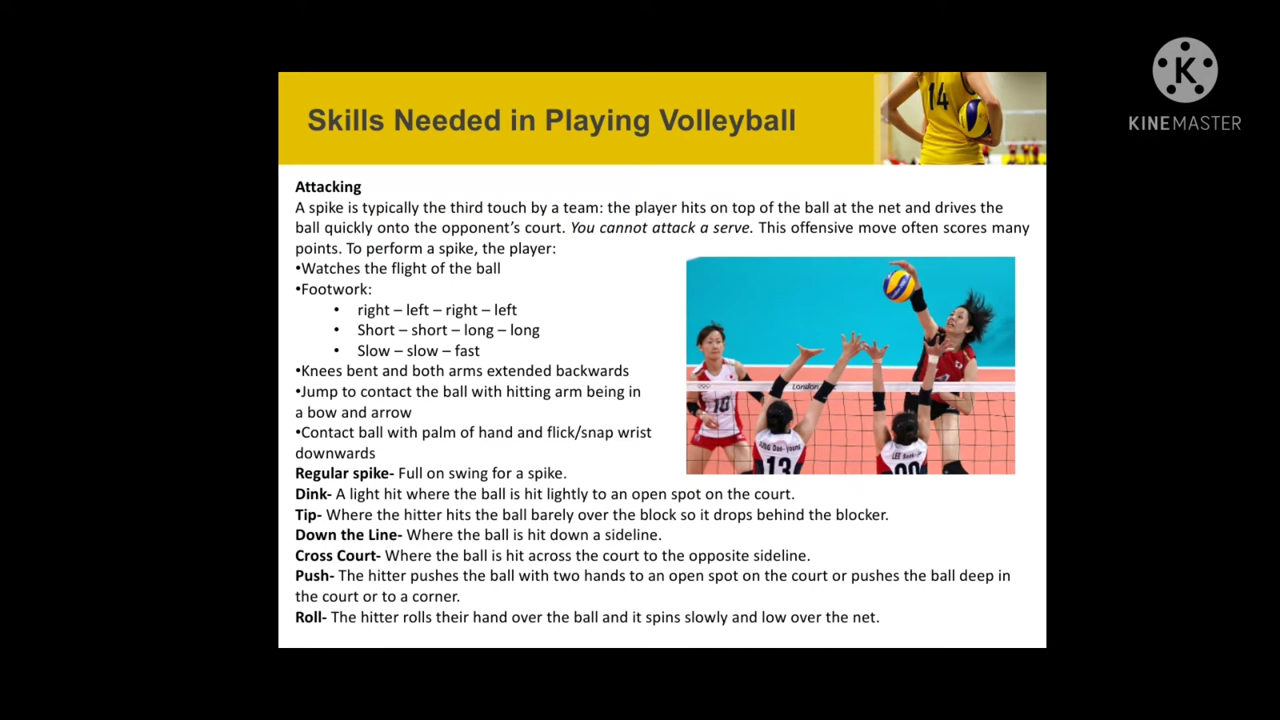 Skills Needed in Playing Volleyball
14
K
KINEMASTER
Attacking
A spike is typically the third touch by a team: the player hits on top of the ball at the net and drives the
ball quickly onto the opponent's court. You cannot attack a serve. This offensive move often scores many
points. To perform a spike, the player:
•Watches the flight of the ball
•Footwork:
• right – left – right – left
• Short – short – long – long
• Slow – slow – fast
•Knees bent and both arms extended backwards
•Jump to contact the ball with hitting arm being in
a bow and arrow
•Contact ball with palm of hand and flick/snap wrist
downwards
London
10
13
Regular spike- Full on swing for a spike.
Dink- A light hit where the ball is hit lightly to an open spot on the court.
Tip- Where the hitter hits the ball barely over the block so it drops behind the blocker.
Down the Line- Where the ball is hit down a sideline.
Cross Court- Where the ball is hit across the court to the opposite sideline.
Push- The hitter pushes the ball with two hands to an open spot on the court or pushes the ball deep in
the court or to a corner.
Roll- The hitter rolls their hand over the ball and it spins slowly and low over the net.